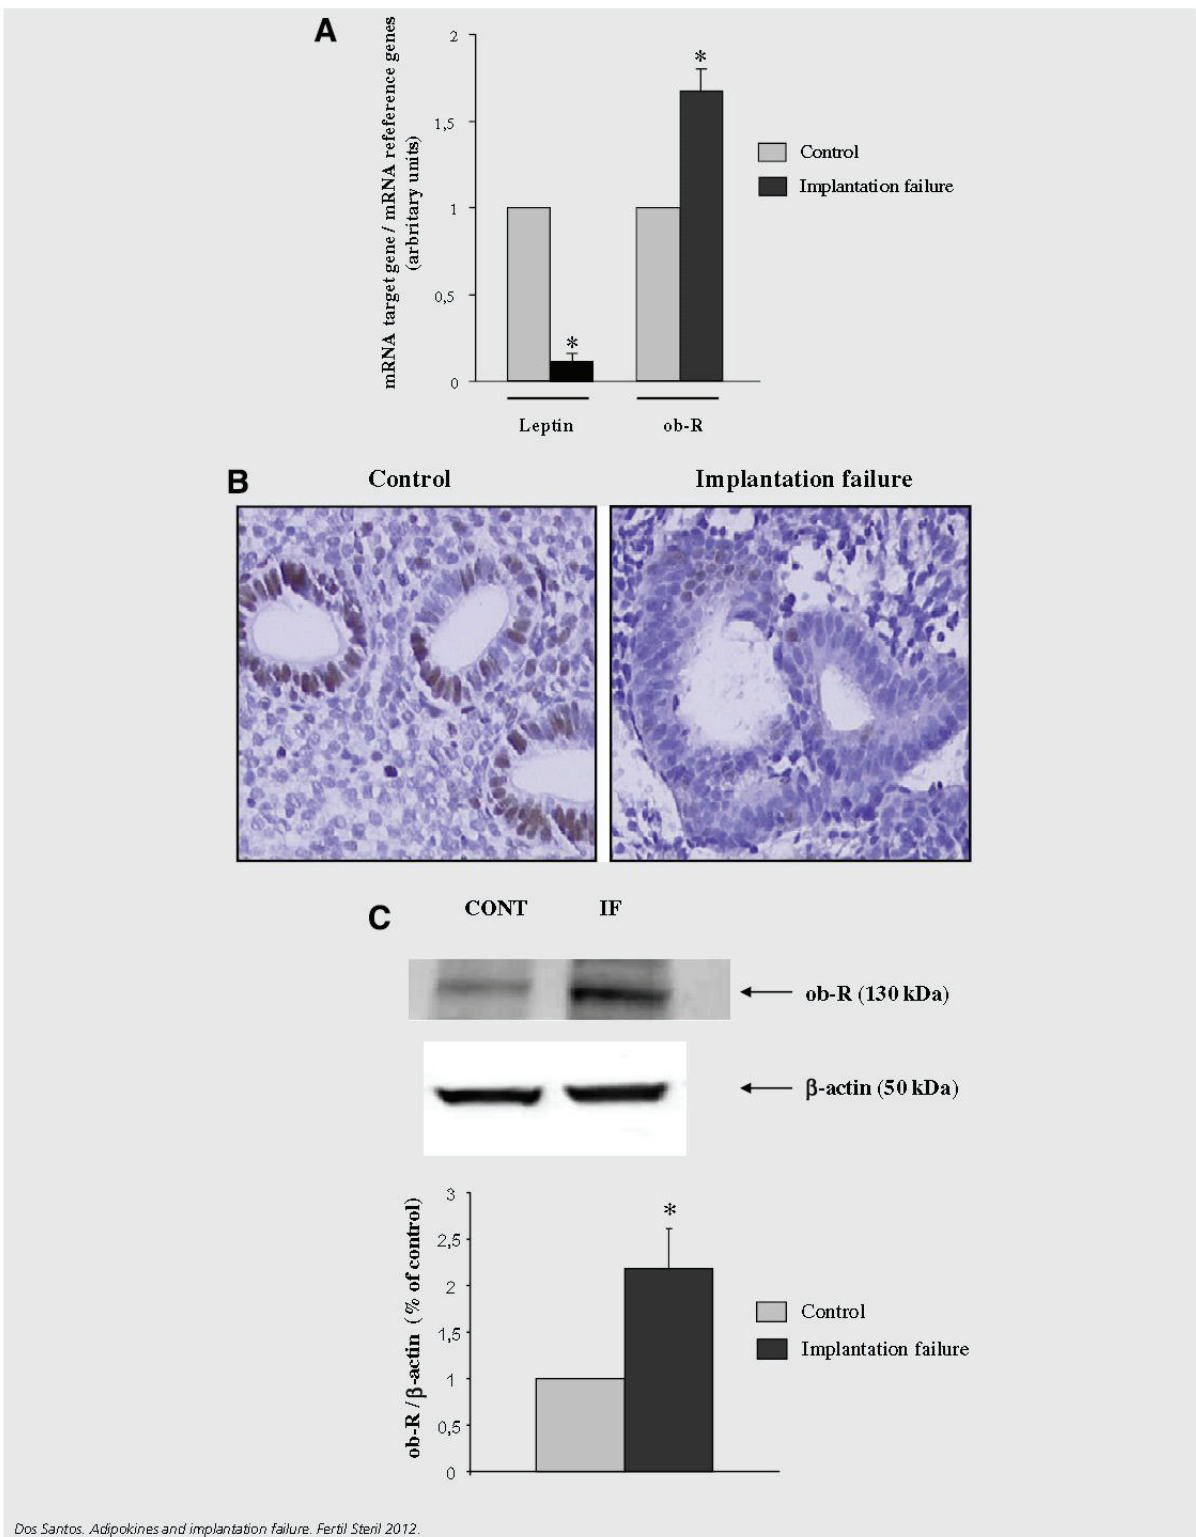 A
mRNA target gene / mRNA refeference genes
(arbritary units)
2
1,5
1
0,5
0
*
*
Control
Implantation failure
Leptin
ob-R
B
Control
Implantation failure
C
CONT
IF
ob-R (130 kDa)
β-actin (50 kDa)
ob-R / β-actin (% of control)
3
2,5
2
1,5
1
0,5
0
*
Control
Implantation failure
Dos Santos. Adipokines and implantation failure. Fertil Steril 2012.